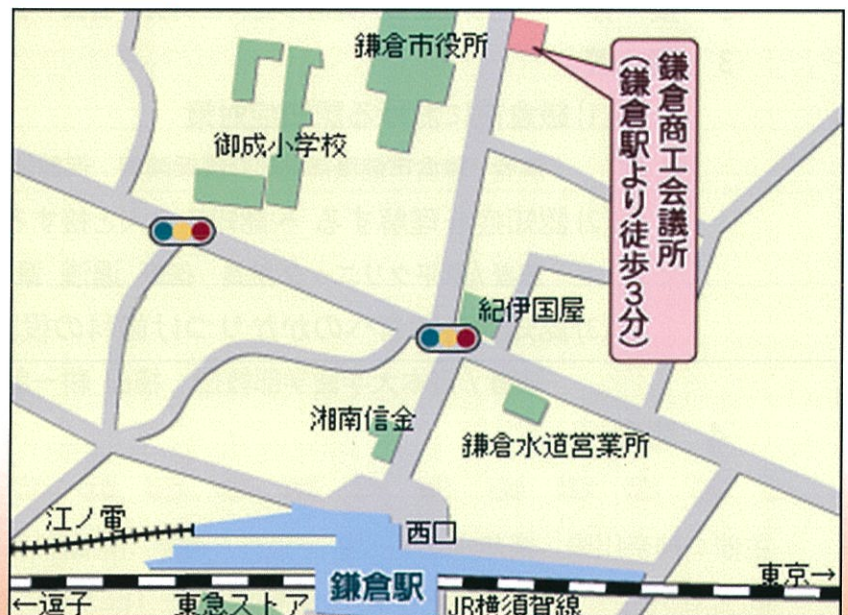 鎌倉市役所
鎌倉商工会議所
(鎌倉駅より徒歩3分)
御成小学校
紀伊国屋
湘南信金
鎌倉水道営業所
江ノ電
西口
東京→
←逗子
東急ストア
鎌倉駅
JR横須賀線